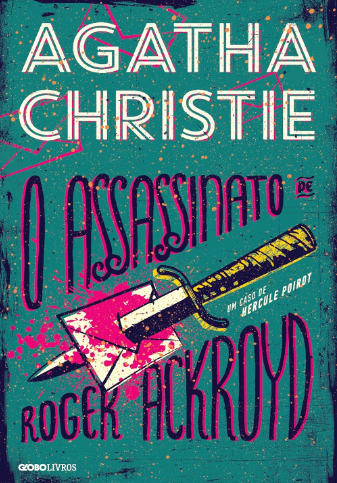 AGATHA
CHRISTIE
O ASSASSINATO DE
UM CASO DE
HERCULE POIROT
ROGER ACKROYD
GLOBOLIVROS